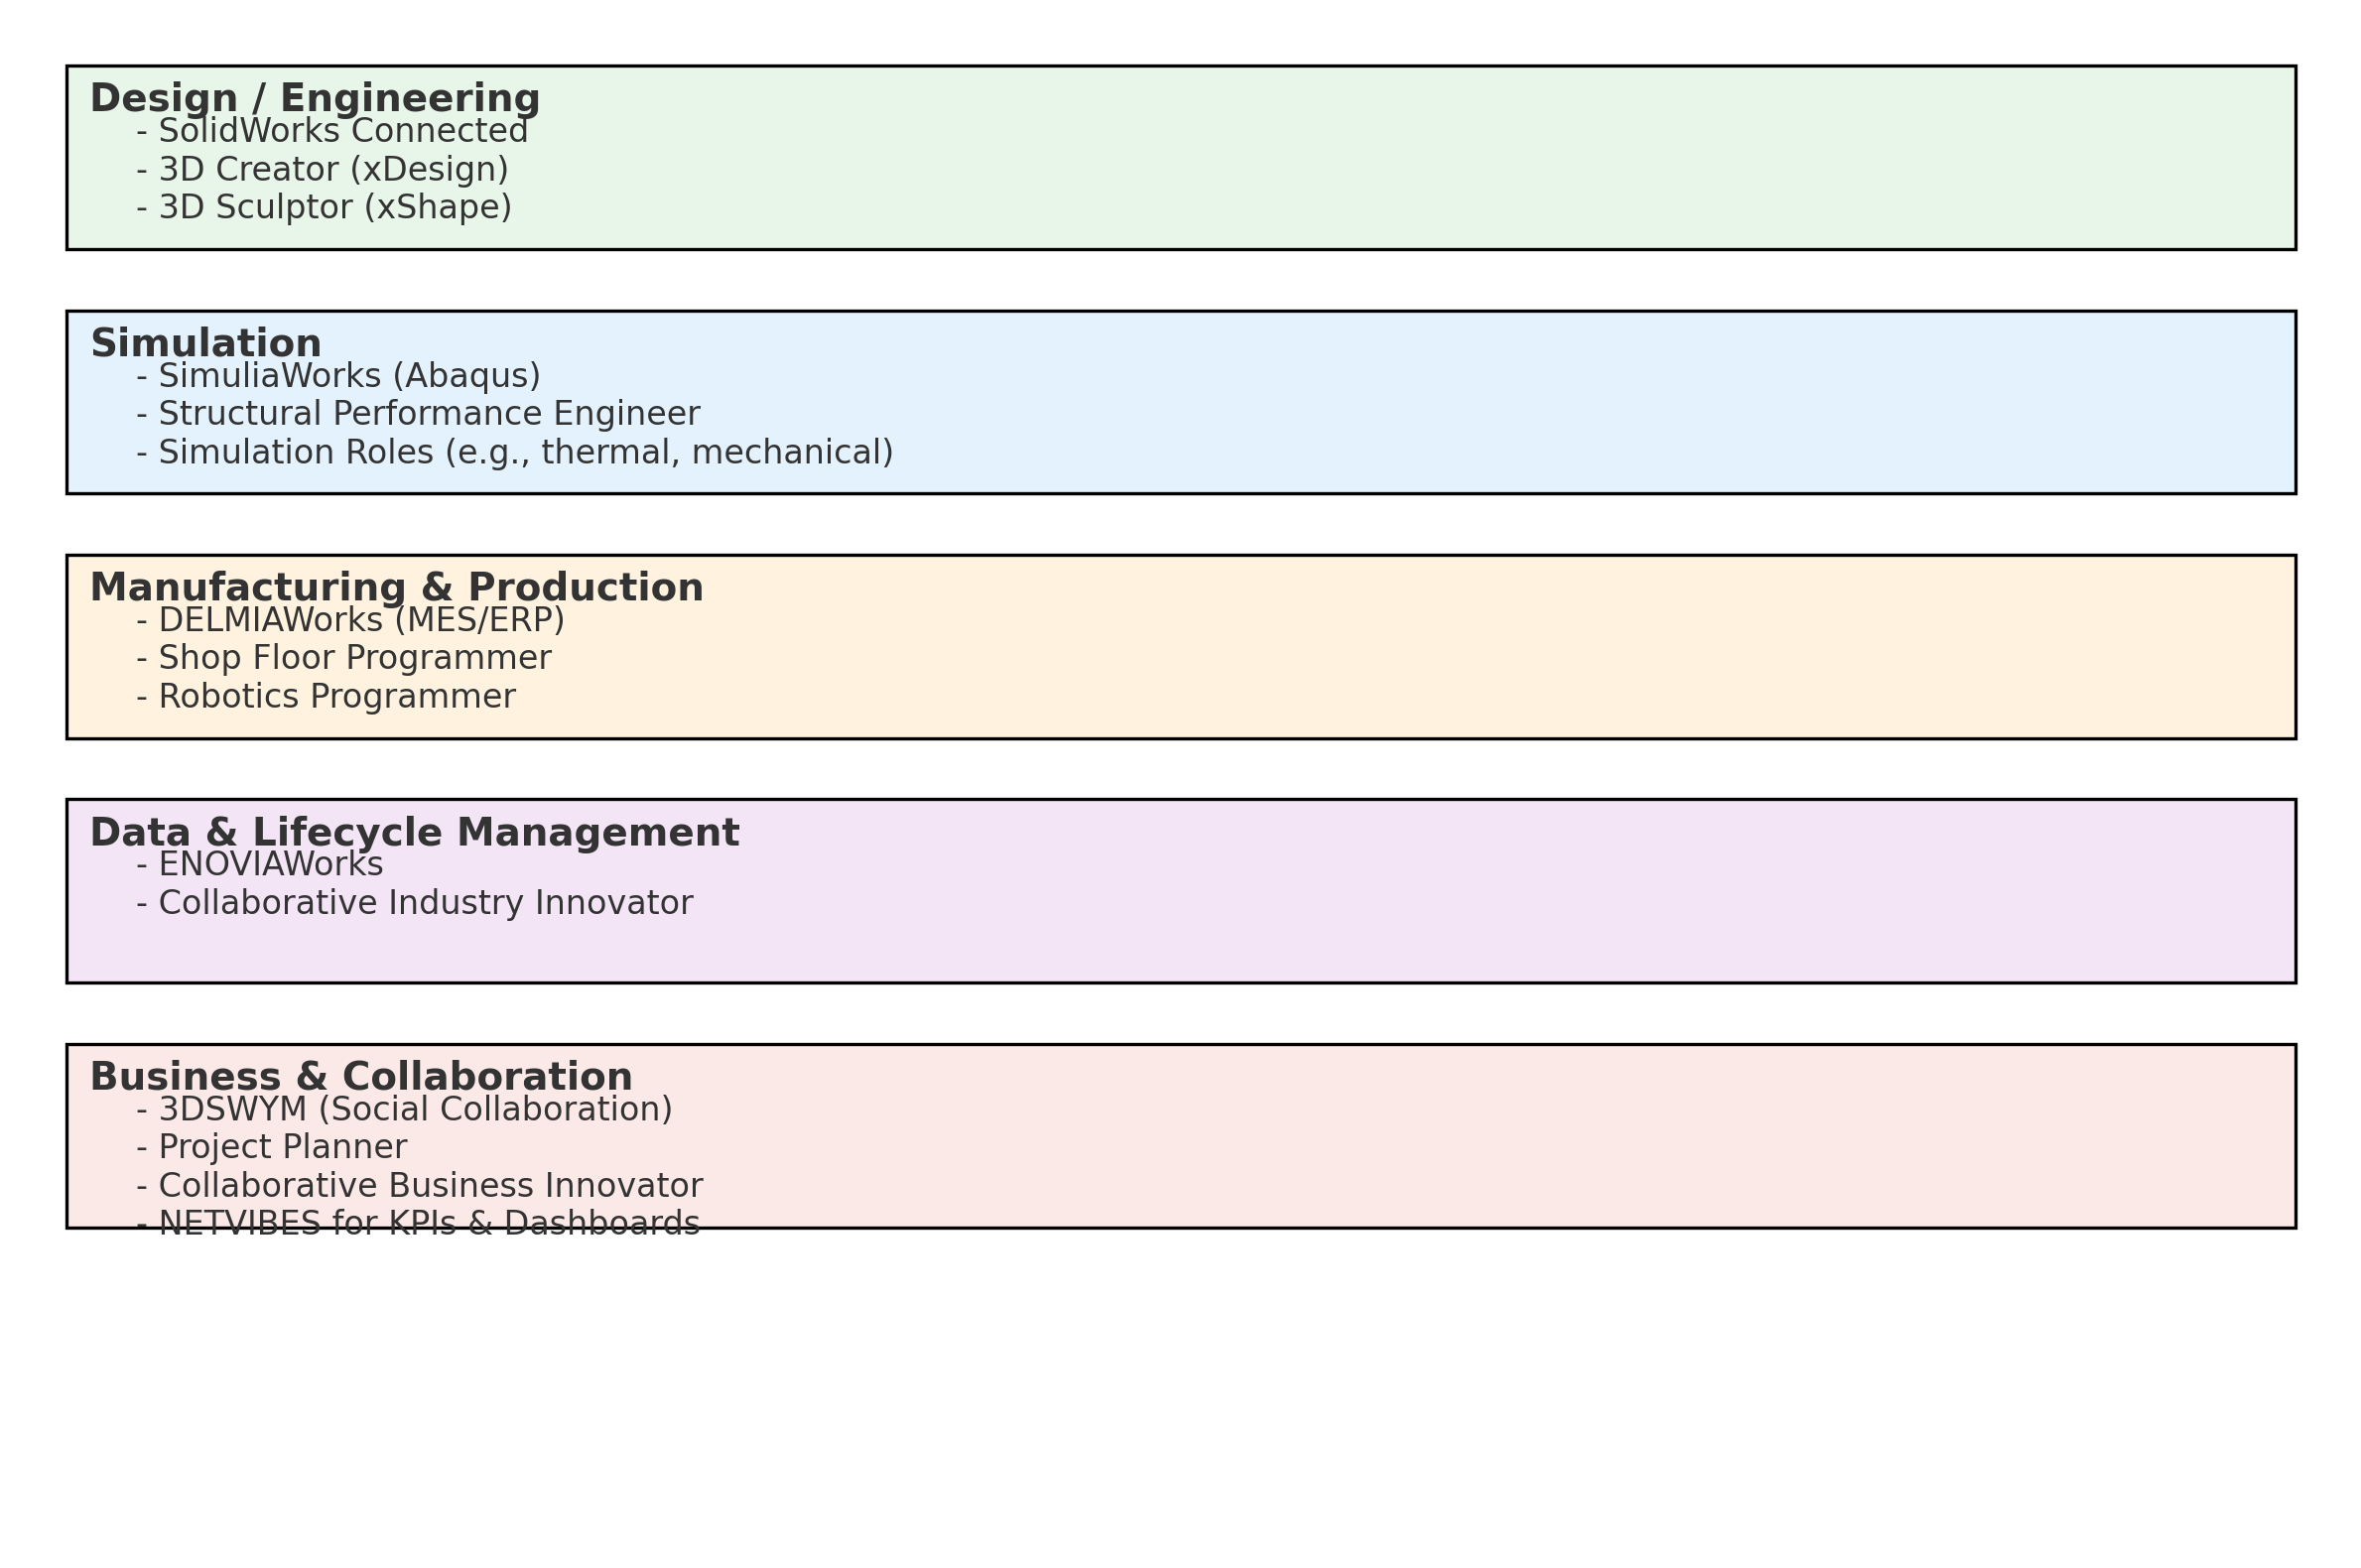 Design / Engineering
- SolidWorks Connected
- 3D Creator (xDesign)
- 3D Sculptor (xShape)
Simulation
- SimuliaWorks (Abaqus)
- Structural Performance Engineer
- Simulation Roles (e.g., thermal, mechanical)
Manufacturing & Production
- DELMIAWorks (MES/ERP)
- Shop Floor Programmer
- Robotics Programmer
Data & Lifecycle Management
- ENOVIAWorks
- Collaborative Industry Innovator
Business & Collaboration
- 3DSWYM (Social Collaboration)
- Project Planner
- Collaborative Business Innovator
- NETVIBES for KPIs & Dashboards